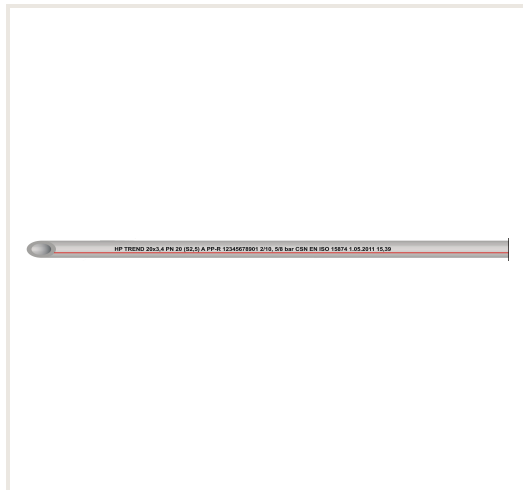 HP TREND 20x3,4 PN 20 (S2,5) A PP-R 12345678901 2/10, 5/8 bar CSN EN ISO 15874 1.05.2011 15,39